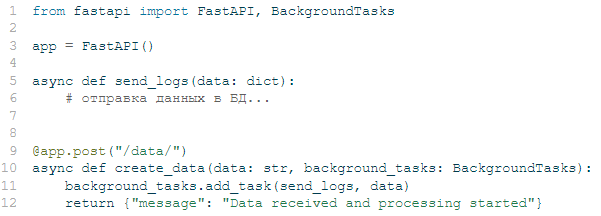 1 from fastapi import FastAPI, BackgroundTasks
2
3 app = FastAPI()
4
5 async def send_logs(data: dict):
6     # отправка данных в БД...
7
8
9 @app.post("/data/")
10 async def create_data(data: str, background_tasks: BackgroundTasks):
11     background_tasks.add_task(send_logs, data)
12     return {"message": "Data received and processing started"}